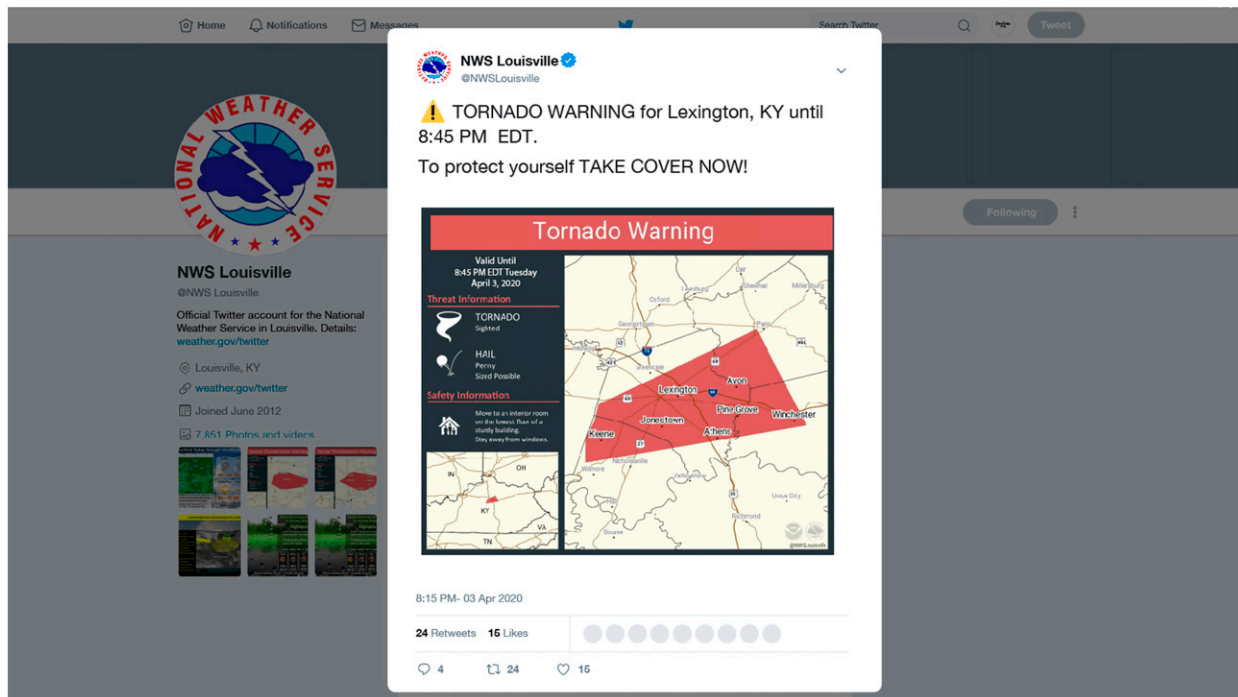 Home
Notifications
Messages
Search Twitter
Tweet
NATIONAL WEATHER SERVICE
Following
NWS Louisville
@NWS Louisville
Official Twitter account for the National
Weather Service in Louisville. Details:
weather.gov/twitter
Louisville, KY
weather.gov/twitter
Joined June 2012
7,851 Photos and videos
NWS Louisville
@NWSLouisville
⚠ TORNADO WARNING for Lexington, KY until
8:45 PM EDT.
To protect yourself TAKE COVER NOW!
Tornado Warning
Valid Until
8:45 PM EDT Tuesday
April 3, 2020
Threat Information
TORNADO
Sighted
HAIL
Penny
Sized Possible
Safety Information
Move to an interior room
on the lowest floor of a
sturdy building.
Stay away from windows.
IN
OH
KY
VA
TN
Oxford
Georgetown
Paris
Millersburg
Lexington
Avon
Jonestown
Pine Grove
Winchester
Keene
Athens
Nicholasville
Wilmore
Union City
Richmond
@NWSLouisville
8:15 PM- 03 Apr 2020
24 Retweets 15 Likes
4
24
15